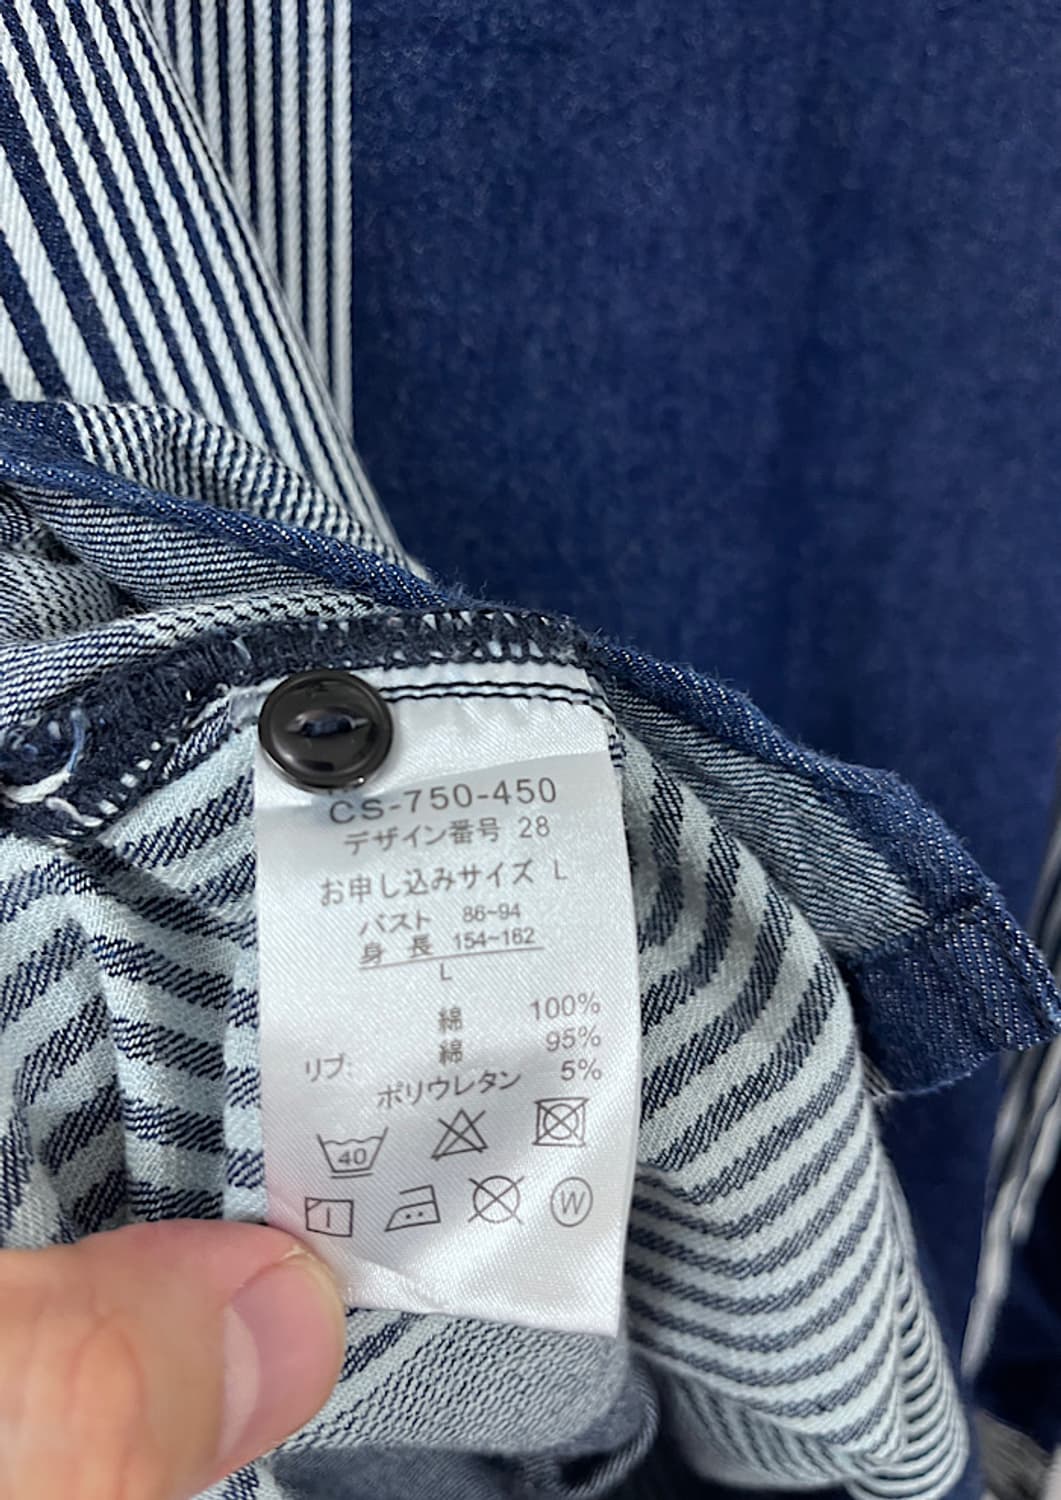 CS-750-450
デザイン番号 28
お申し込みサイズ L
バスト 86~94
身 長 154~162
L
綿 100%
リブ: 綿 95%
ポリウレタン 5%
40
W